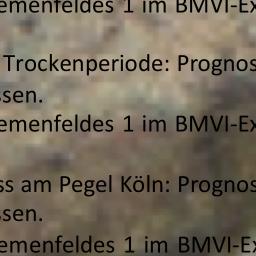 emenfeldes 1 im BMVI-Ex
Trockenperiode: Prognos
ssen.
emenfeldes 1 im BMVI-Ex
ss am Pegel Köln: Prognos
ssen.
emenfeldes 1 im BMVI-Ex